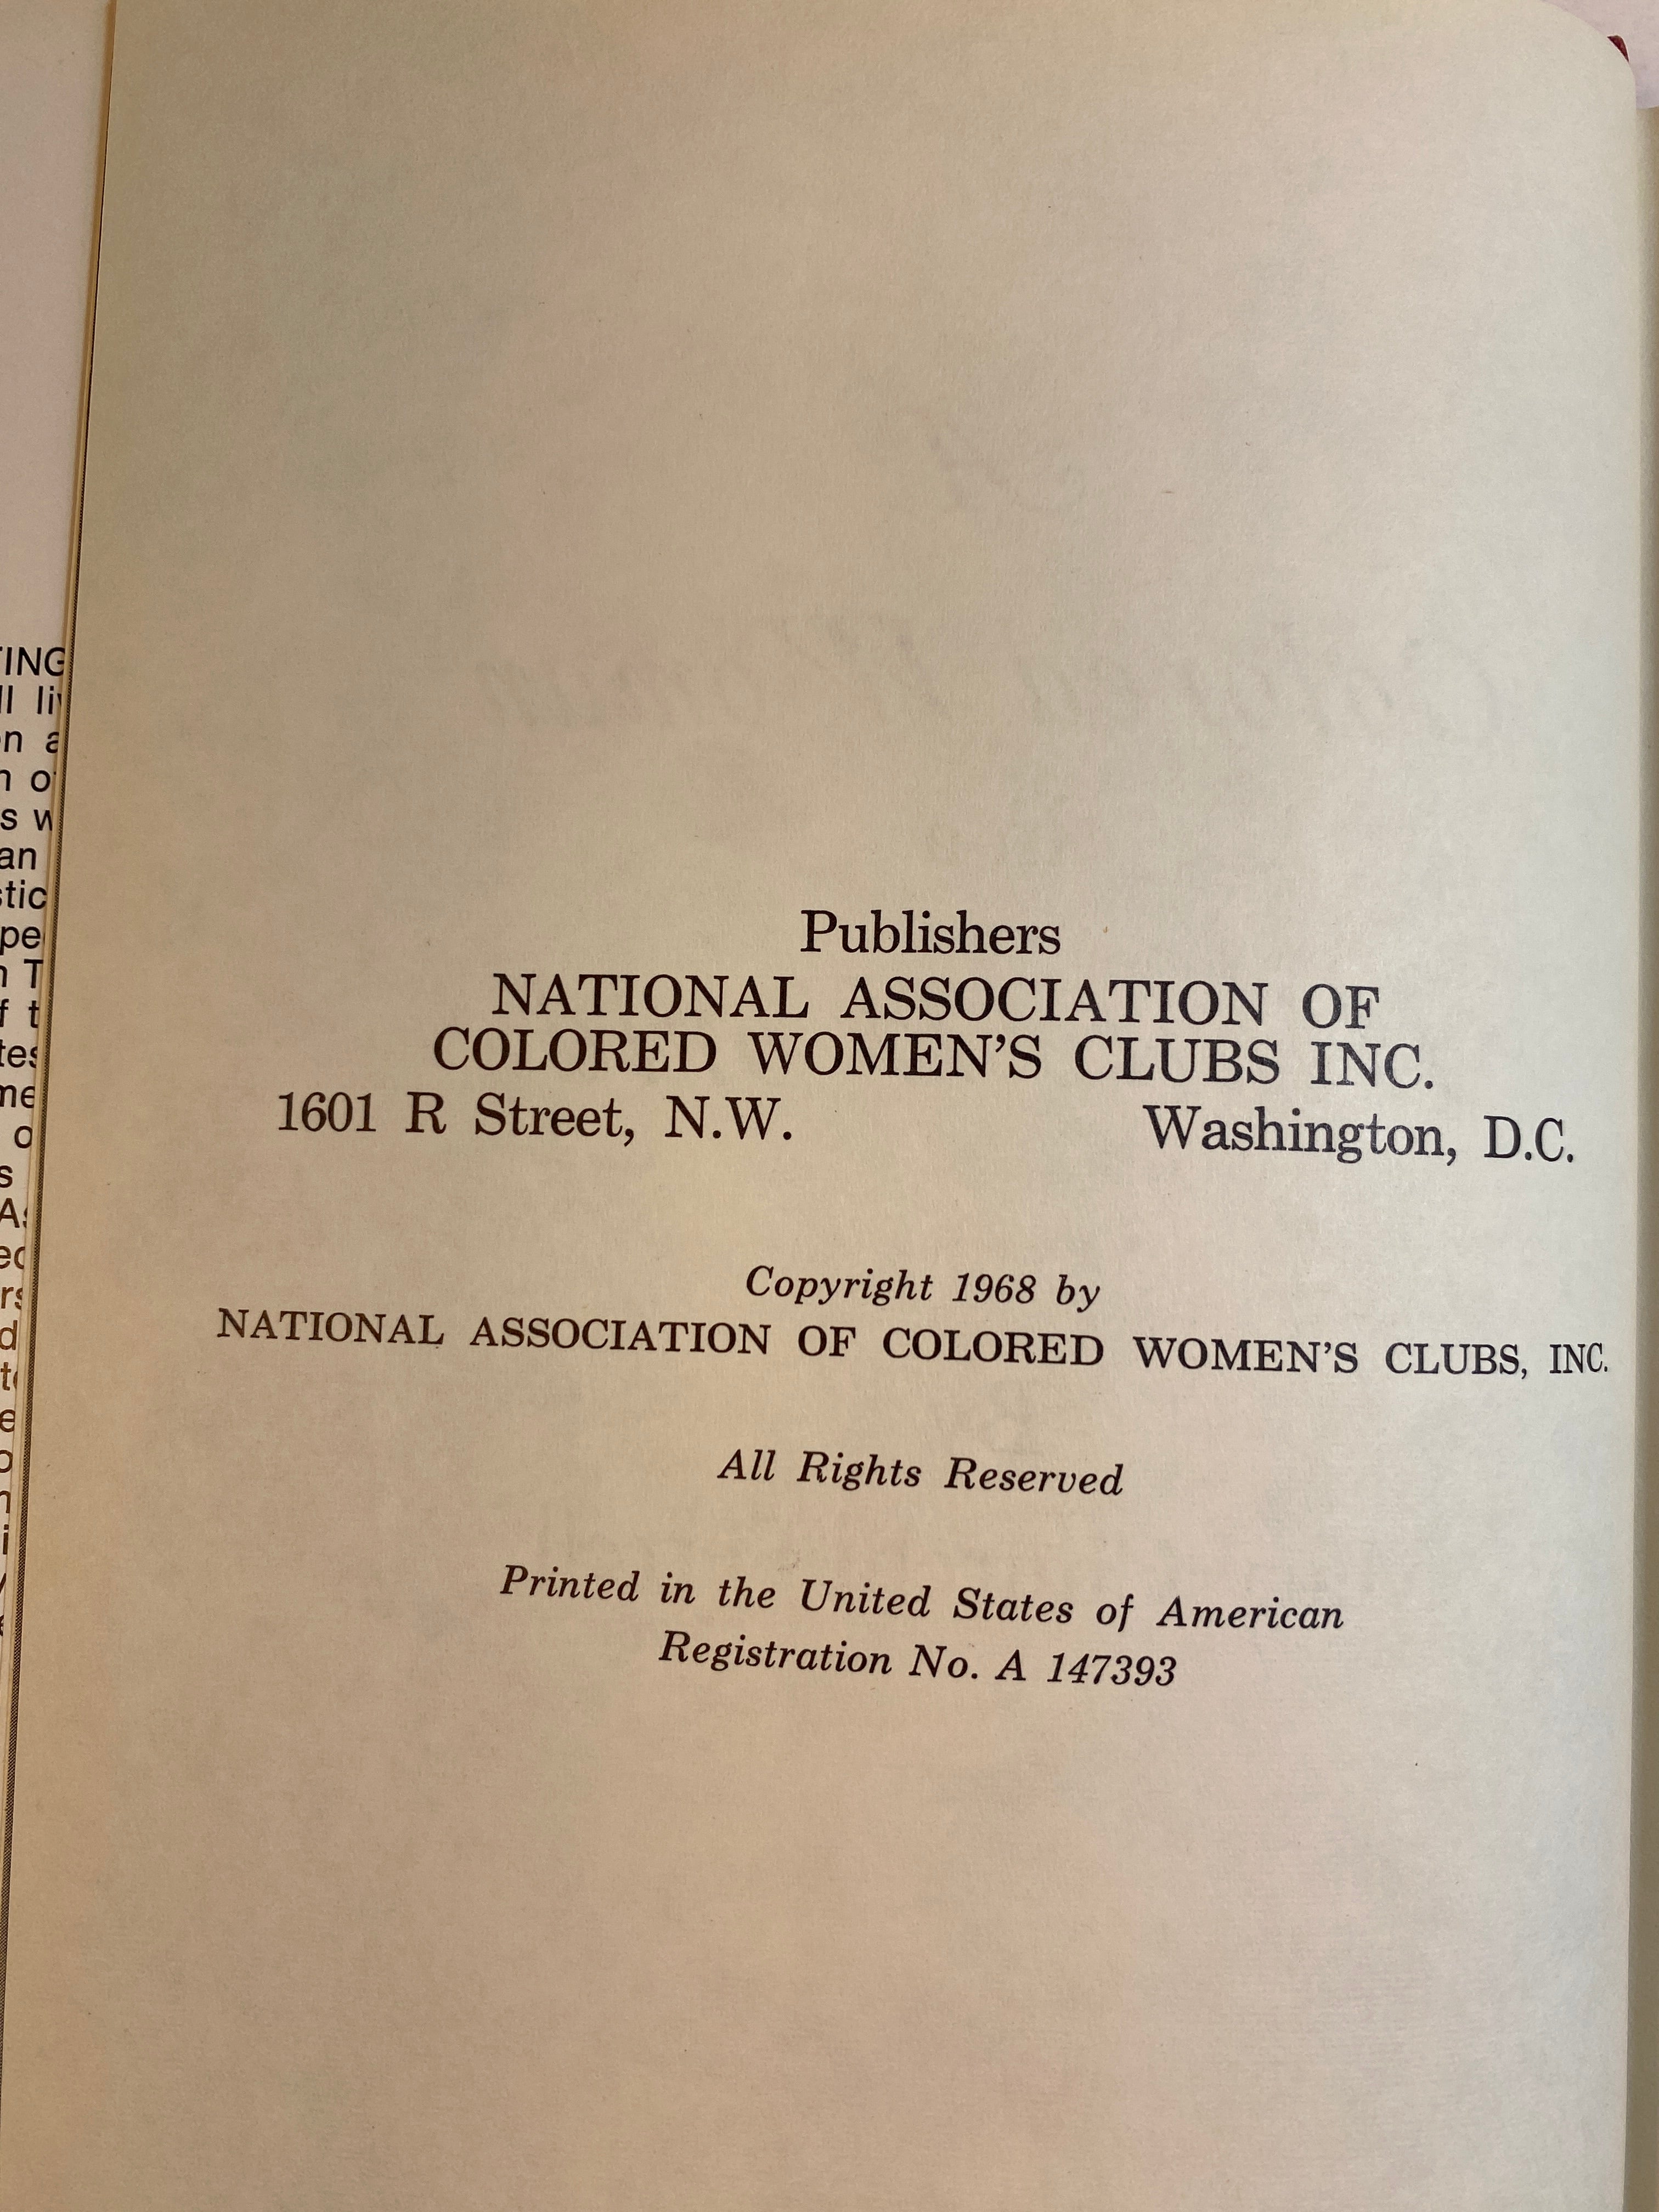 Publishers
NATIONAL ASSOCIATION OF
COLORED WOMEN'S CLUBS INC.
1601 R Street, N.W. Washington, D.C.
Copyright 1968 by
NATIONAL ASSOCIATION OF COLORED WOMEN'S CLUBS, INC.
All Rights Reserved
Printed in the United States of American
Registration No. A 147393